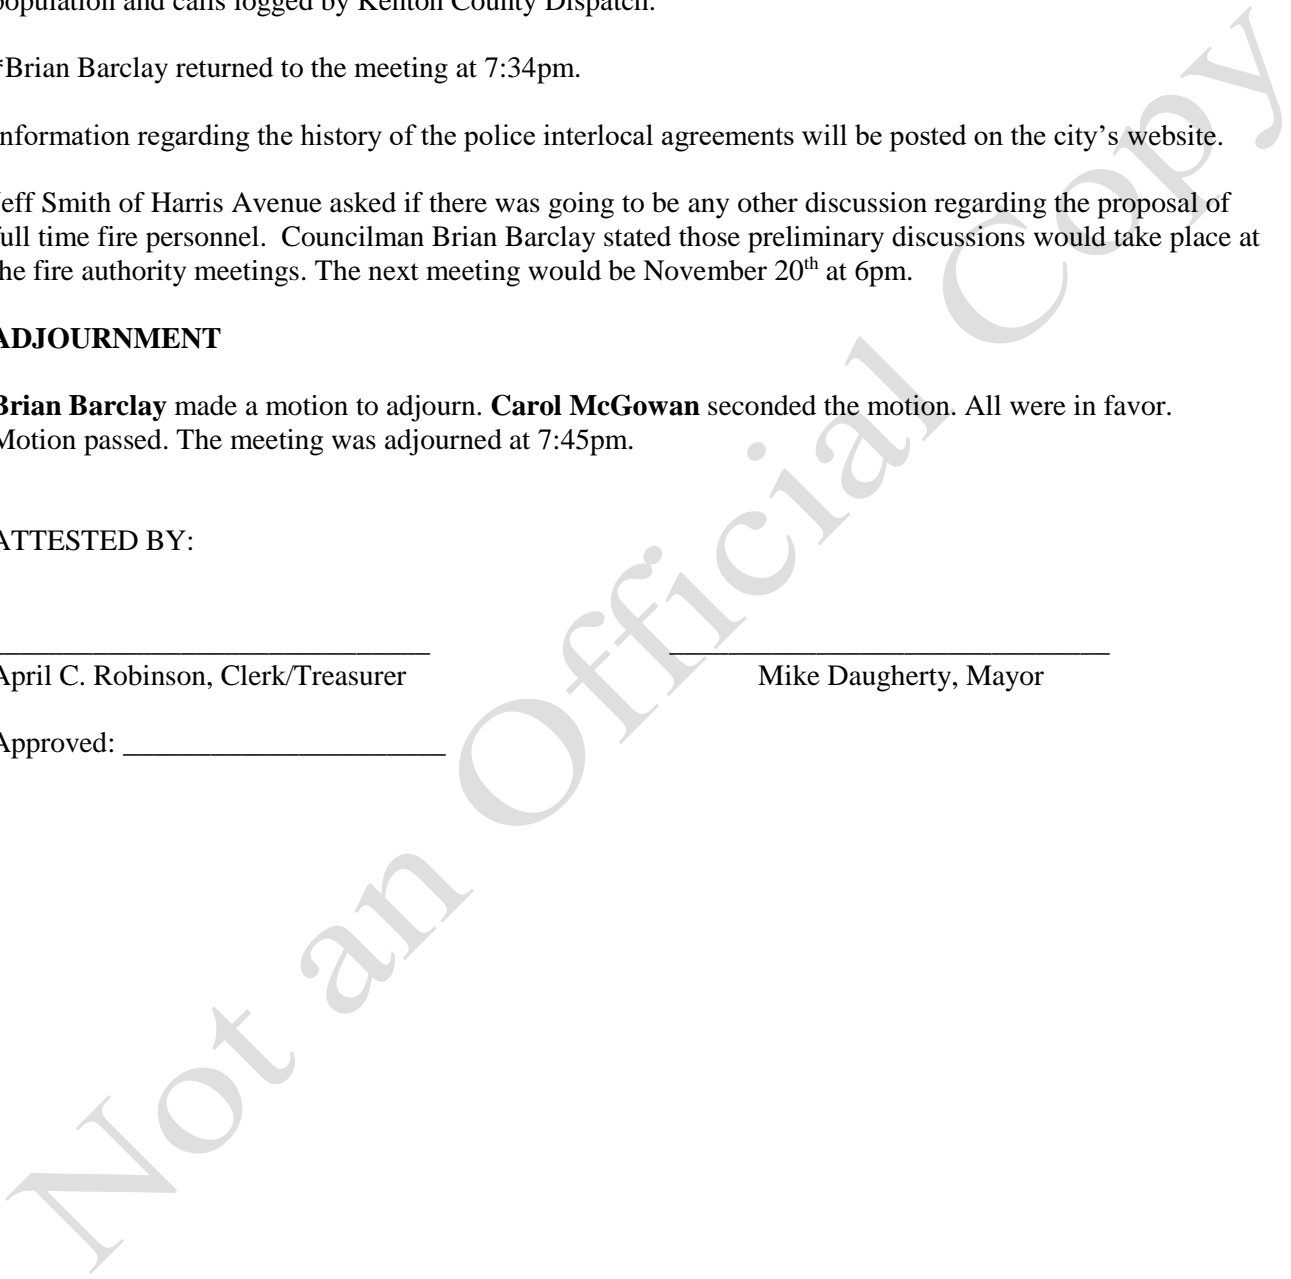 population and calls logged by Kenton County Dispatch.
*Brian Barclay returned to the meeting at 7:34pm.
nformation regarding the history of the police interlocal agreements will be posted on the city’s website.
Jeff Smith of Harris Avenue asked if there was going to be any other discussion regarding the proposal of
full time fire personnel.  Councilman Brian Barclay stated those preliminary discussions would take place at
the fire authority meetings. The next meeting would be November 20th at 6pm.
ADJOURNMENT
Brian Barclay made a motion to adjourn. Carol McGowan seconded the motion. All were in favor.
Motion passed. The meeting was adjourned at 7:45pm.
ATTESTED BY:
______________________________ ______________________________
April C. Robinson, Clerk/Treasurer Mike Daugherty, Mayor
Approved: ______________________
Not an Official Copy